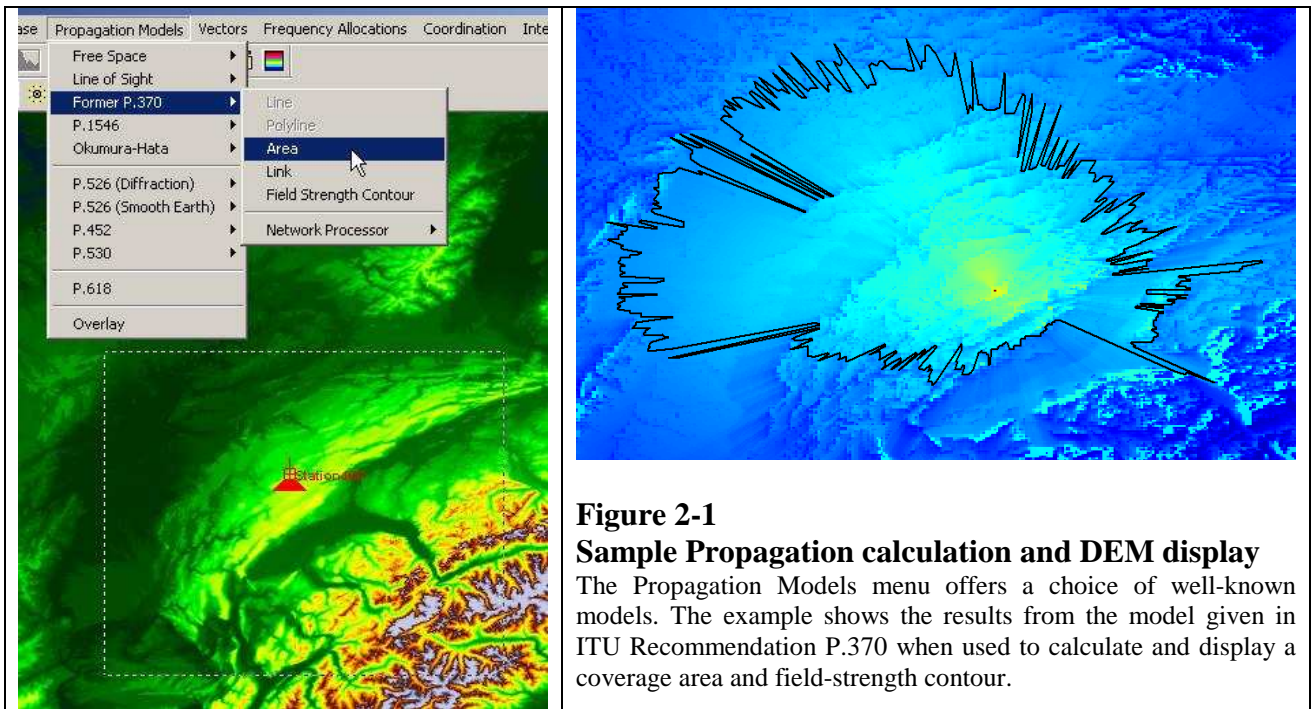 Propagation Models Vectors Frequency Allocations Coordination
Free Space
Line of Sight
Former P.370
P.1546
Okumura-Hata
P.526 (Diffraction)
P.526 (Smooth Earth)
P.452
P.530
P.618
Overlay
Line
Polyline
Area
Link
Field Strength Contour
Network Processor
Figure 2-1
Sample Propagation calculation and DEM display
The Propagation Models menu offers a choice of well-known
models. The example shows the results from the model given in
ITU Recommendation P.370 when used to calculate and display a
coverage area and field-strength contour.